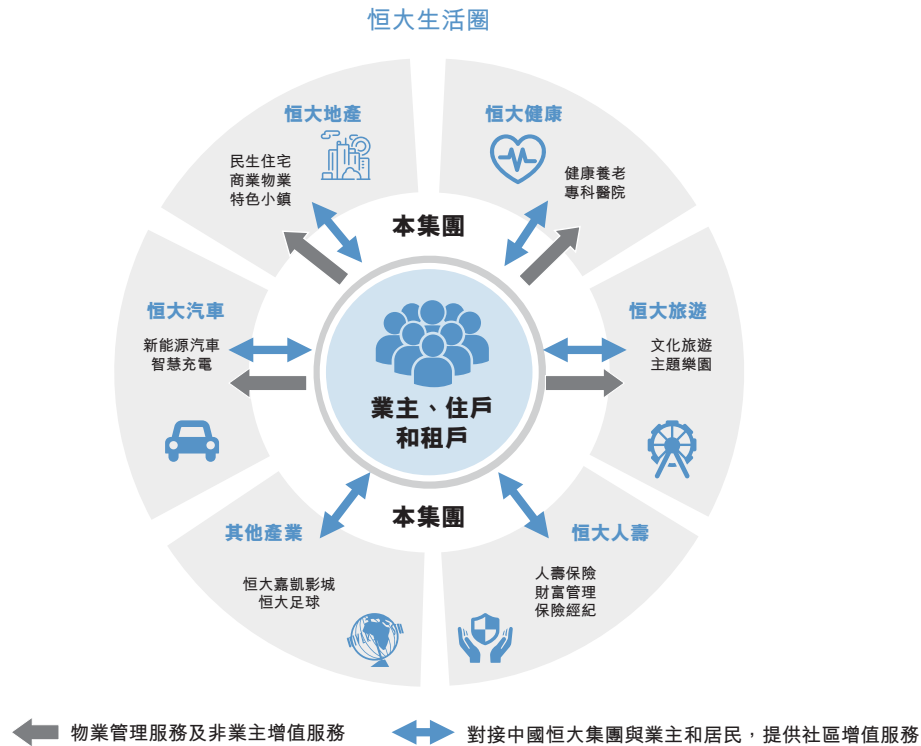 恒大生活圈
恒大地產
民生住宅
商業物業
特色小鎮
恒大健康
健康養老
專科醫院
本集團
恒大汽車
新能源汽車
智慧充電
恒大旅遊
文化旅遊
主題樂園
業主、住戶
和租戶
本集團
其他產業
恒大嘉凱影城
恒大足球
恒大人壽
人壽保險
財富管理
保險經紀
物業管理服務及非業主增值服務
對接中國恒大集團與業主和居民，提供社區增值服務